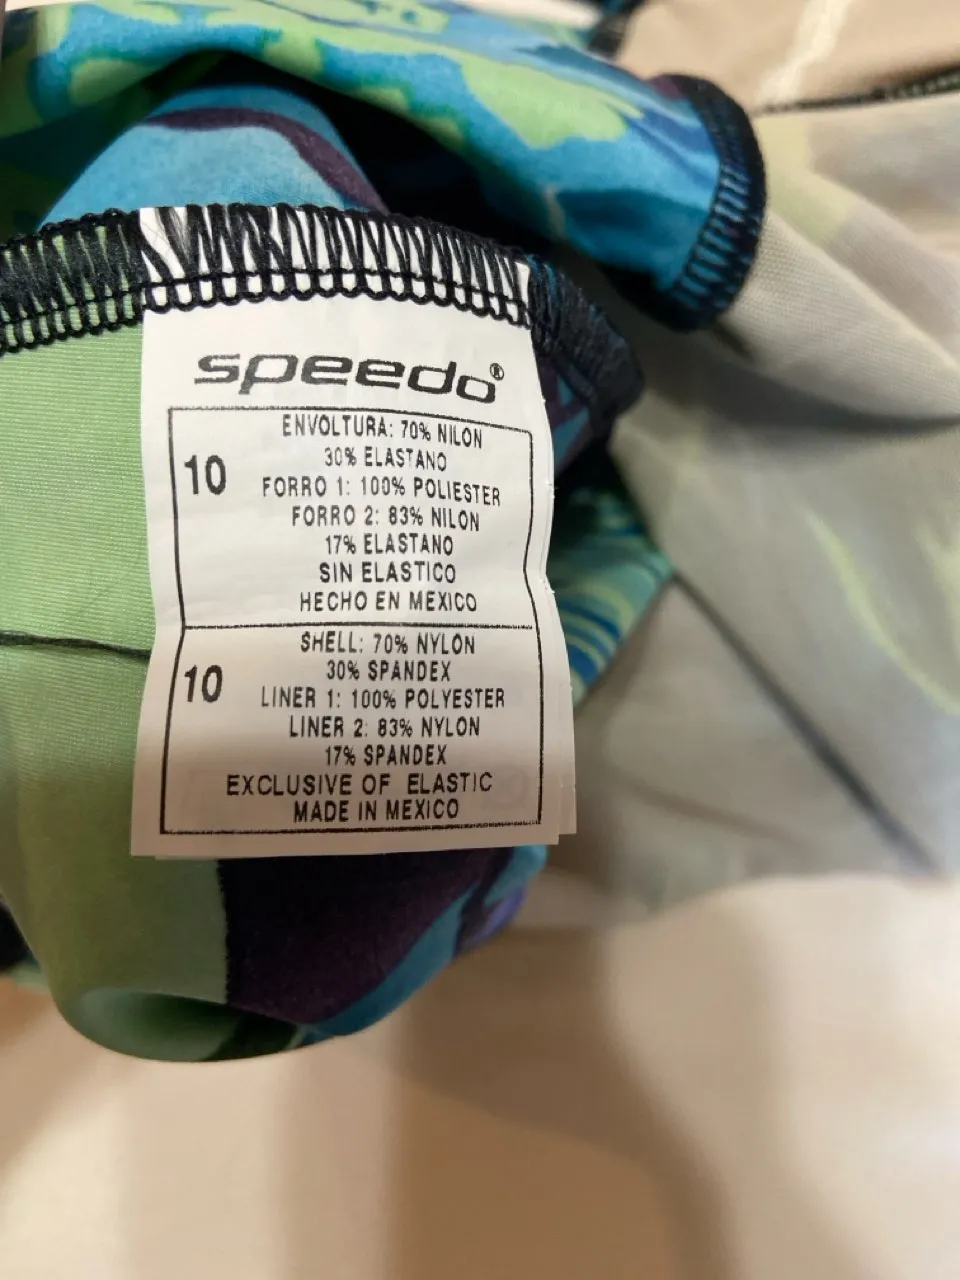 speedo®
10
ENVOLTURA: 70% NILON
30% ELASTANO
FORRO 1: 100% POLIESTER
FORRO 2: 83% NILON
17% ELASTANO
SIN ELASTICO
HECHO EN MEXICO
10
SHELL: 70% NYLON
30% SPANDEX
LINER 1: 100% POLYESTER
LINER 2: 83% NYLON
17% SPANDEX
EXCLUSIVE OF ELASTIC
MADE IN MEXICO